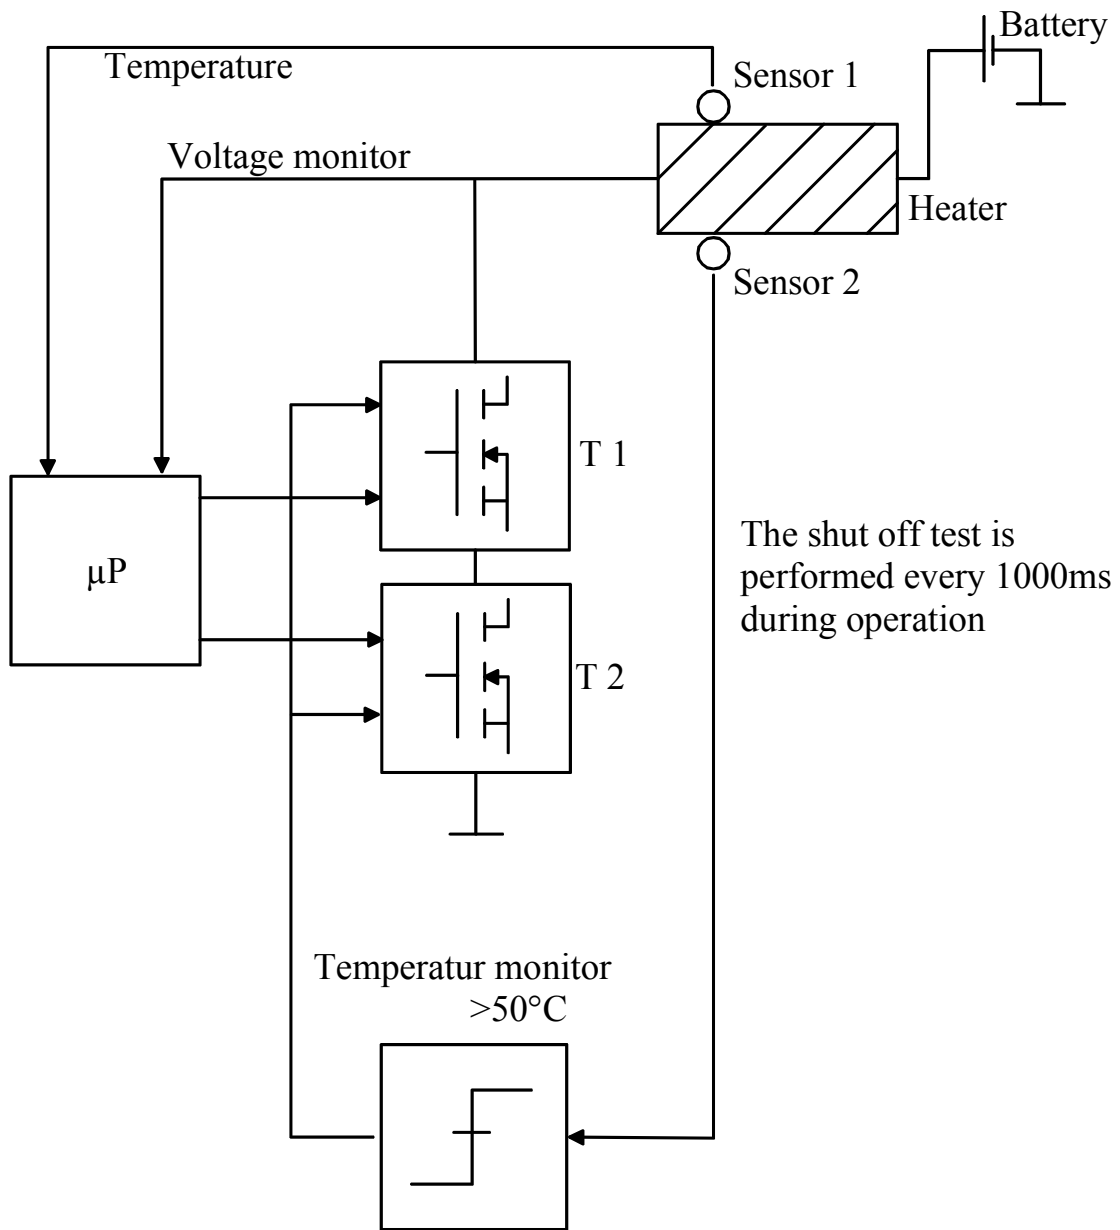 Battery
Temperature
Sensor 1
Voltage monitor
Heater
Sensor 2
T 1
µP
The shut off test is
performed every 1000ms
during operation
T 2
Temperatur monitor
>50°C